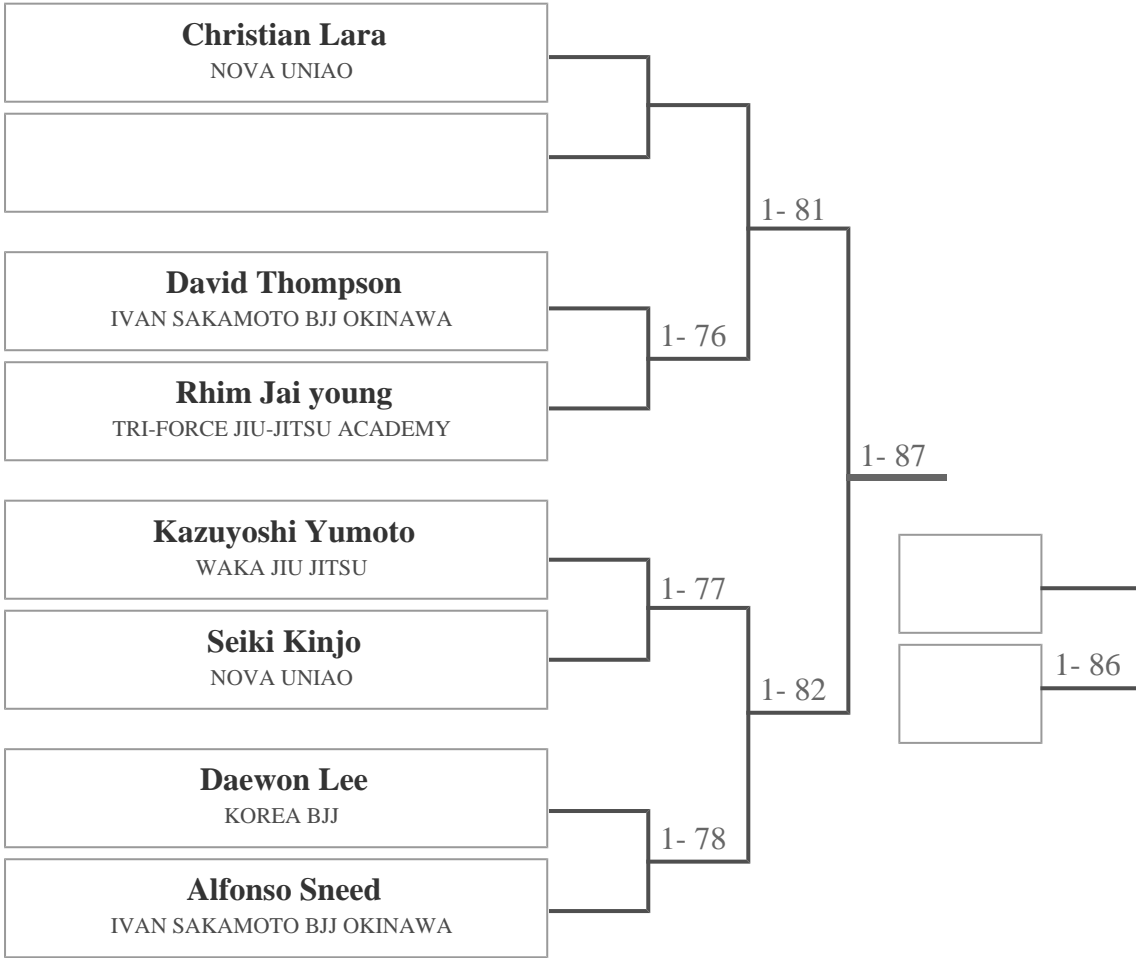 Christian Lara
NOVA UNIAO
1- 81
David Thompson
IVAN SAKAMOTO BJJ OKINAWA
1- 76
Rhim Jai young
TRI-FORCE JIU-JITSU ACADEMY
1- 87
Kazuyoshi Yumoto
WAKA JIU JITSU
1- 77
Seiki Kinjo
NOVA UNIAO
1- 86
1- 82
Daewon Lee
KOREA BJJ
1- 78
Alfonso Sneed
IVAN SAKAMOTO BJJ OKINAWA